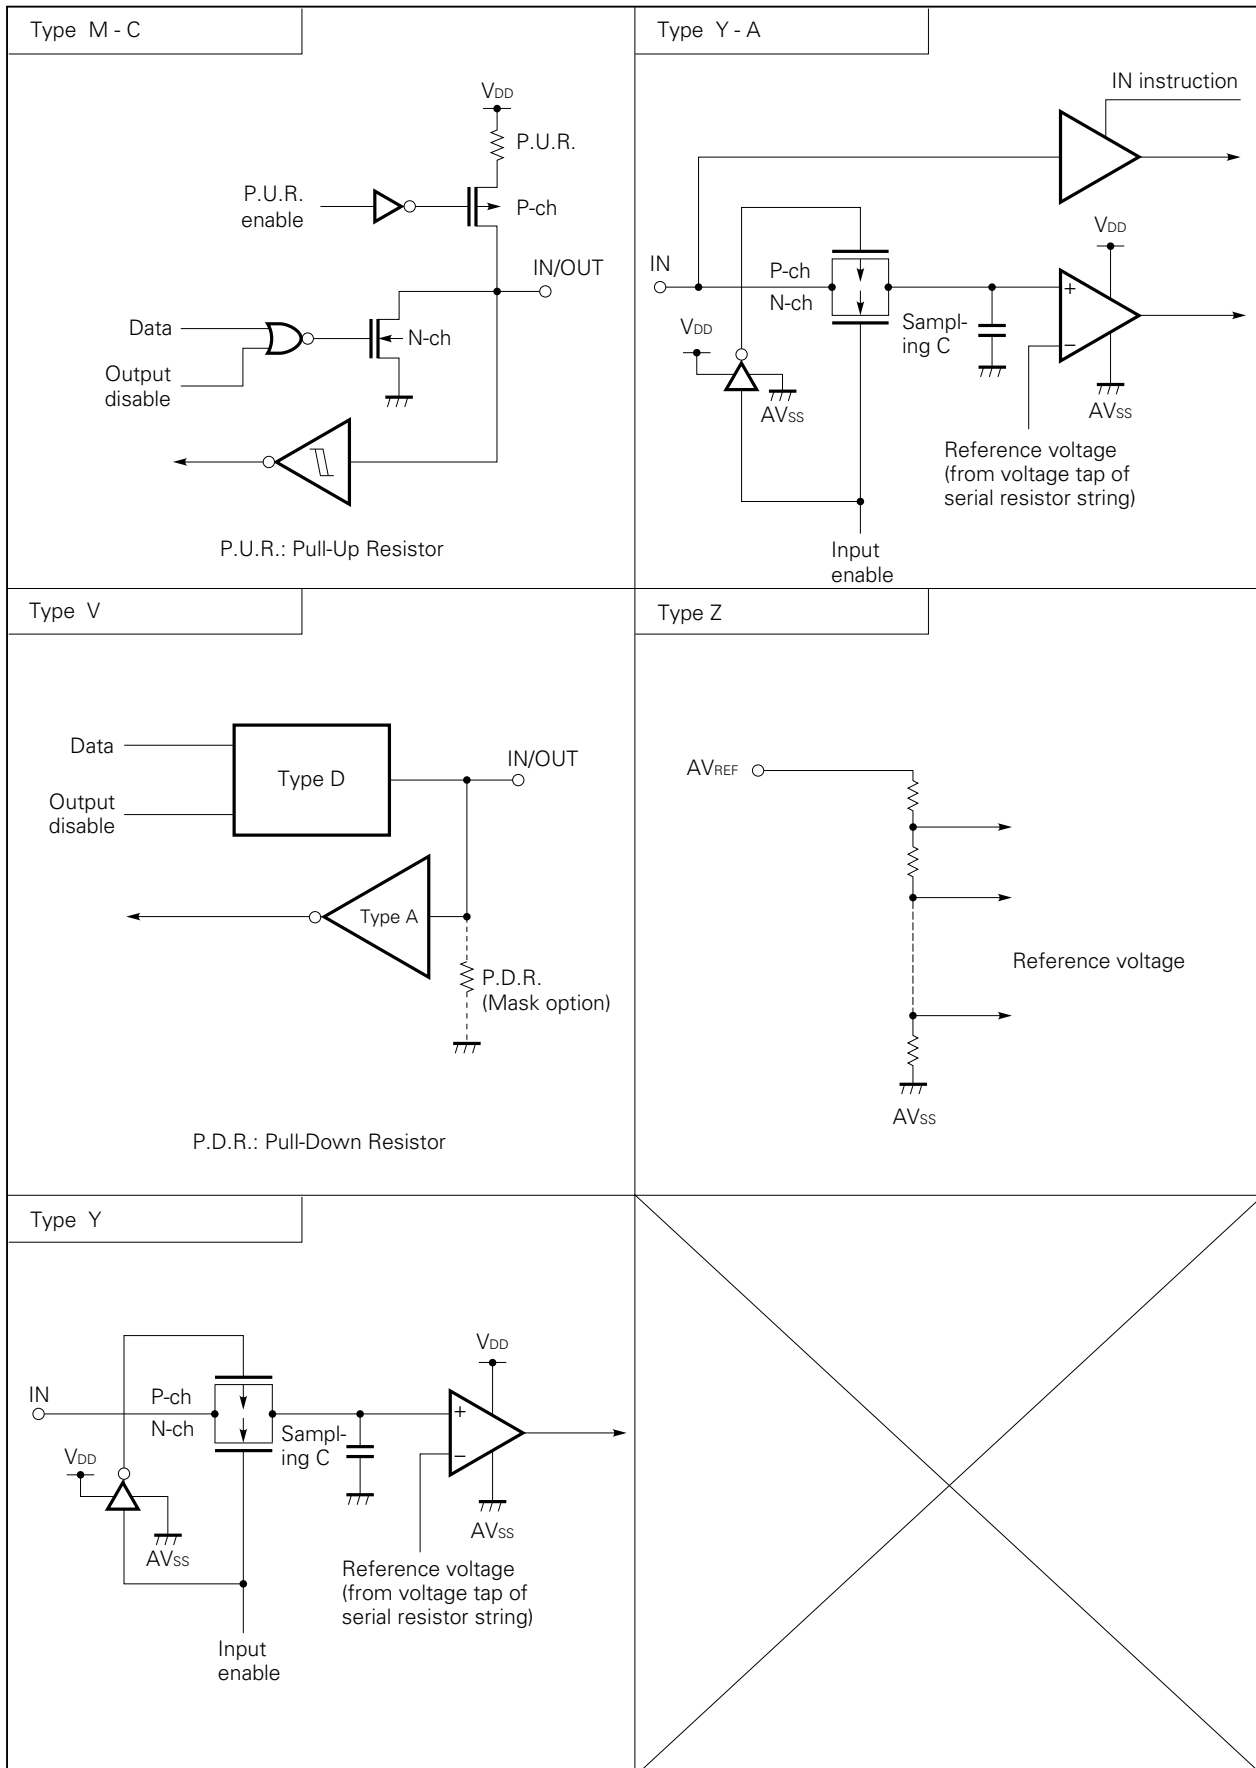 Type M - C
VDD
P.U.R.
P.U.R.
enable
P-ch
IN/OUT
Data
N-ch
Output
disable
P.U.R.: Pull-Up Resistor
Type Y - A
IN instruction
VDD
IN
P-ch
N-ch
+
VDD
Sampl-
ing C
−
AVSS
AVSS
Reference voltage
(from voltage tap of
serial resistor string)
Input
enable
Type V
Data
IN/OUT
Type D
Output
disable
Type A
P.D.R.
(Mask option)
P.D.R.: Pull-Down Resistor
Type Z
AVREF
Reference voltage
AVSS
Type Y
VDD
IN
P-ch
N-ch
+
Sampl-
ing C
−
VDD
AVSS
AVSS
Reference voltage
(from voltage tap of
serial resistor string)
Input
enable